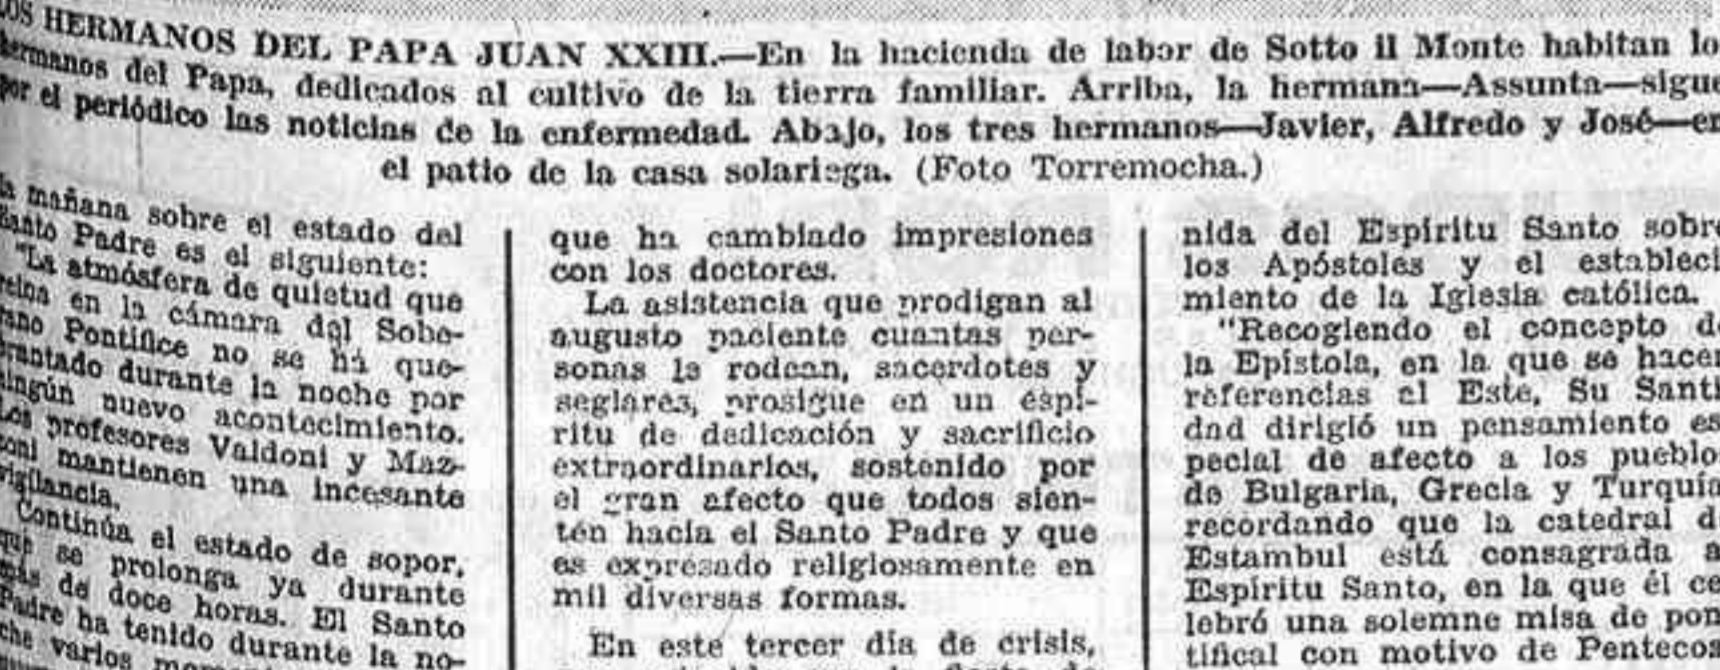 LOS HERMANOS DEL PAPA JUAN XXIII.—En la hacienda de labor de Sotto il Monte habitan lo
hermanos del Papa, dedicados al cultivo de la tierra familiar. Arriba, la hermana—Assunta—sigue
por el periódico las noticias de la enfermedad. Abajo, los tres hermanos—Javier, Alfredo y José—en
el patio de la casa solariega. (Foto Torremocha.)
la mañana sobre el estado del
Santo Padre es el siguiente:
"La atmósfera de quietud que
reina en la cámara del Sobe-
rano Pontífice no se ha que-
brantado durante la noche por
ningún nuevo acontecimiento.
Los profesores Valdoni y Maz-
zoni mantienen una incesante
vigilancia.
Continúa el estado de sopor,
que se prolonga ya durante
más de doce horas. El Santo
Padre ha tenido durante la no-
che varios
que ha cambiado impresiones
con los doctores.
La asistencia que prodigan al
augusto paciente cuantas per-
sonas le rodean, sacerdotes y
seglares, prosigue en un espí-
ritu de dedicación y sacrificio
extraordinarios, sostenido por
el gran afecto que todos sien-
ten hacia el Santo Padre y que
es expresado religiosamente en
mil diversas formas.
En este tercer día de crisis,
nida del Espíritu Santo sobre
los Apóstoles y el estableci
miento de la Iglesia católica.
"Recogiendo el concepto de
la Epístola, en la que se hacen
referencias al Este, Su Santi
dad dirigió un pensamiento es
pecial de afecto a los pueblo
de Bulgaria, Grecia y Turquía
recordando que la catedral d
Estambul está consagrada a
Espíritu Santo, en la que él ce
lebró una solemne misa de pon
tifical con motivo de Pentecos